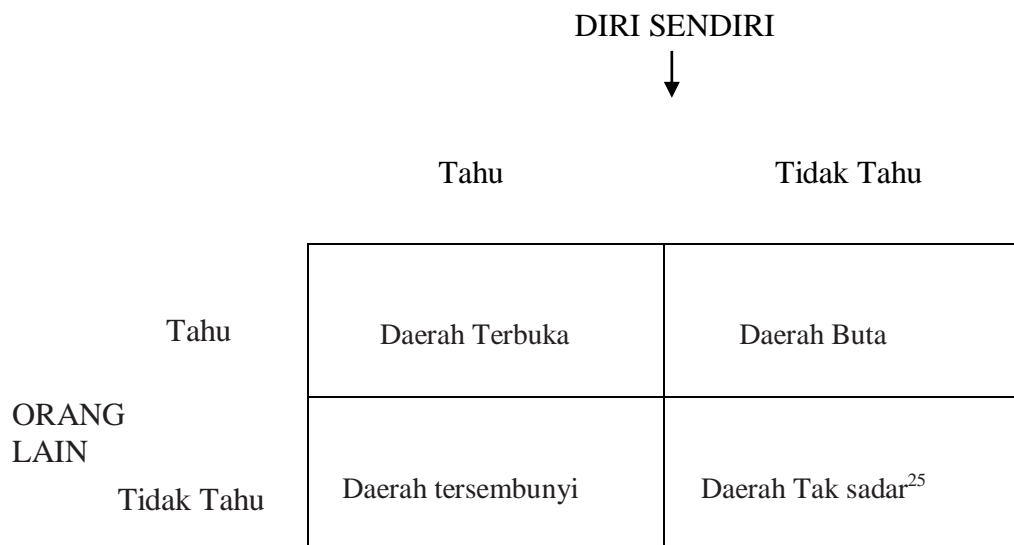 DIRI SENDIRI
Tahu Tidak Tahu
Tahu Daerah Terbuka Daerah Buta
ORANG
LAIN
Tidak Tahu Daerah tersembunyi Daerah Tak sadar25